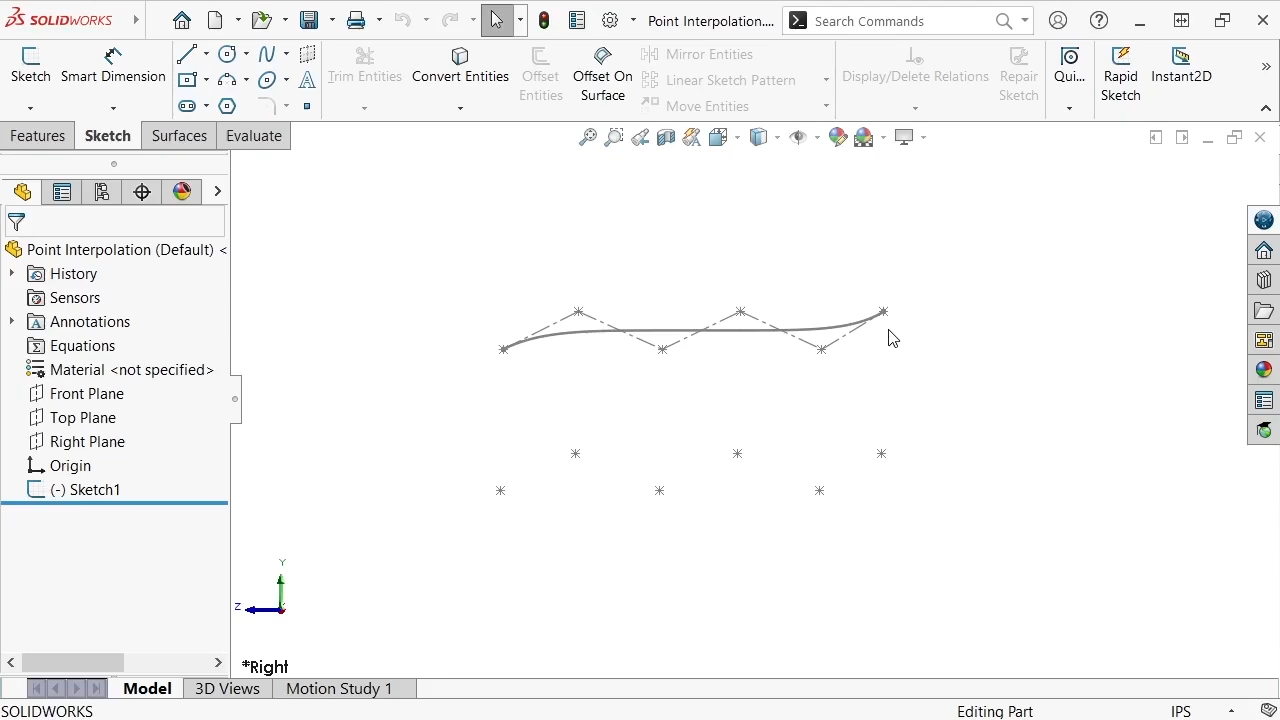 SOLIDWORKS
Point Interpolation....
Search Commands
Sketch
Smart Dimension
Trim Entities
Convert Entities
Offset
Entities
Offset On
Surface
Mirror Entities
Linear Sketch Pattern
Move Entities
Display/Delete Relations
Repair
Sketch
Qui...
Rapid
Sketch
Instant2D
Features
Sketch
Surfaces
Evaluate
Point Interpolation (Default) <
History
Sensors
Annotations
Equations
Material <not specified>
Front Plane
Top Plane
Right Plane
Origin
(-) Sketch1
Y
Z
*Right
Model
3D Views
Motion Study 1
SOLIDWORKS
Editing Part
IPS